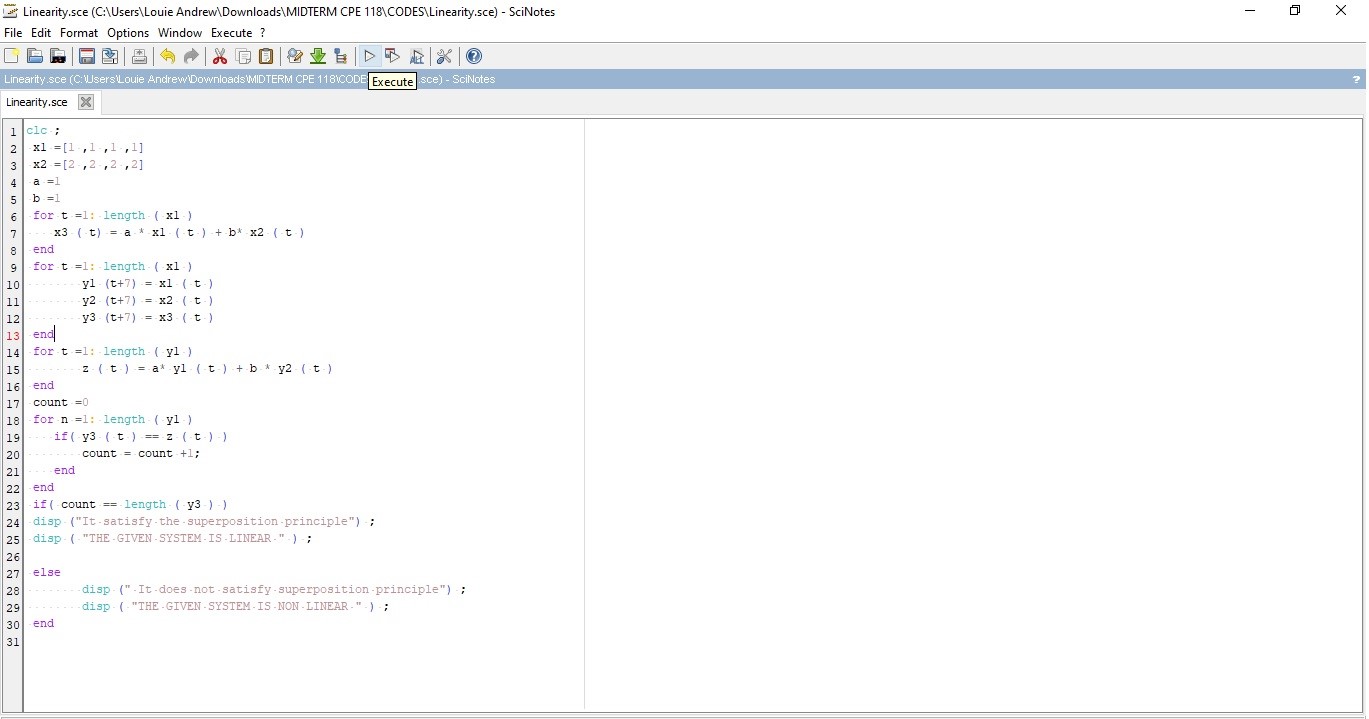 Linearity.sce (C:\Users\Louie Andrew\Downloads\MIDTERM CPE 118\CODES\Linearity.sce) - SciNotes
File Edit Format Options Window Execute ?
Linearity.sce (C:\Users\Louie Andrew\Downloads\MIDTERM CPE 118\CODE .sce) - SciNotes ?
Execute
Linearity.sce
1 clc ;
2 x1 =[1 ,1 ,1 ,1]
3 x2 =[2 ,2 ,2 ,2]
4 a =1
5 b =1
6 for t =1: length ( x1 )
7 x3 ( t) = a * x1 ( t ) + b* x2 ( t )
8 end
9 for t =1: length ( x1 )
10 y1 (t+7) = x1 ( t )
11 y2 (t+7) = x2 ( t )
12 y3 (t+7) = x3 ( t )
13 end
14 for t =1: length ( y1 )
15 z ( t ) = a* y1 ( t ) + b * y2 ( t )
16 end
17 count =0
18 for n =1: length ( y1 )
19 if( y3 ( t ) == z ( t ) )
20 count = count +1;
21 end
22 end
23 if( count == length ( y3 ) )
24 disp ("It satisfy the superposition principle") ;
25 disp ( "THE GIVEN SYSTEM IS LINEAR " ) ;
26
27 else
28 disp (" It does not satisfy superposition principle") ;
29 disp ( "THE GIVEN SYSTEM IS NON LINEAR " ) ;
30 end
31